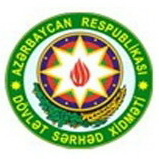 AZƏRBAYCAN RESPUBLİKASI
DÖVLƏT SƏRHƏD XİDMƏTİ